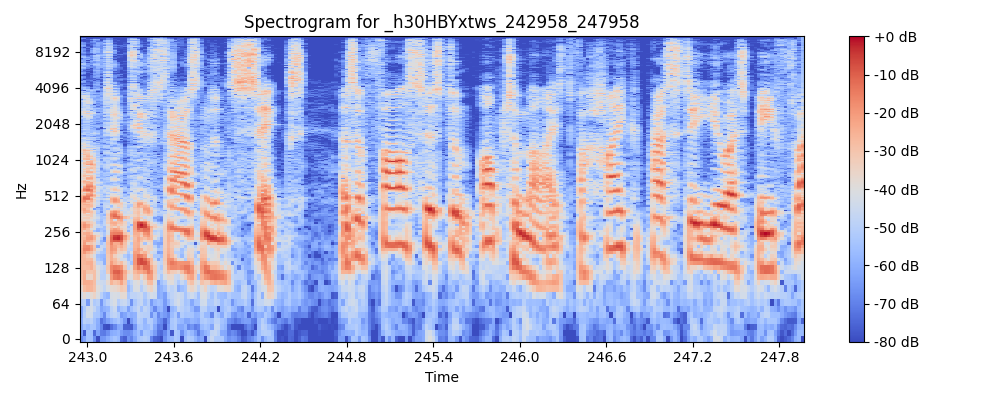 Spectrogram for _h30HBYxtws_242958_247958
8192
4096
2048
1024
512
256
128
64
0
Hz
243.0 243.6 244.2 244.8 245.4 246.0 246.6 247.2 247.8
Time
+0 dB
-10 dB
-20 dB
-30 dB
-40 dB
-50 dB
-60 dB
-70 dB
-80 dB